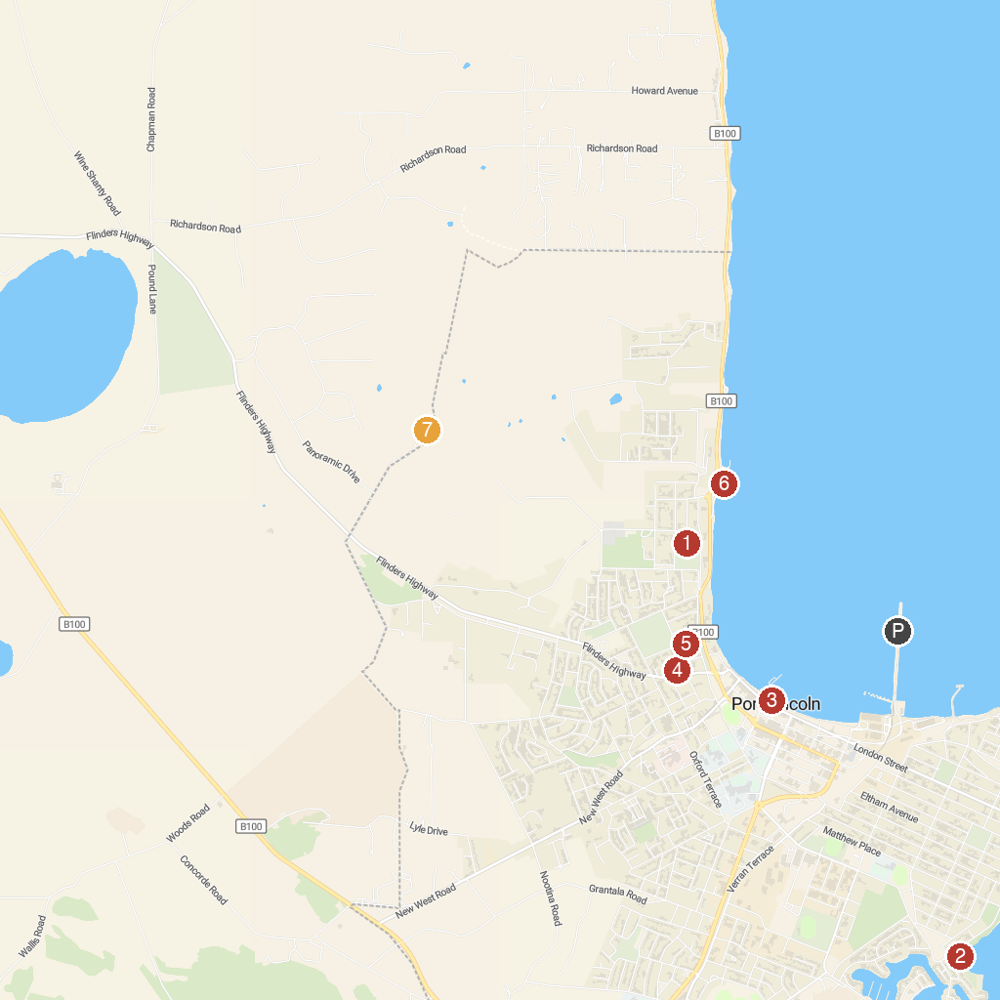 Howard Avenue
B100
Richardson Road
Richardson Road
Chapman Road
Wine Shanty Road
Richardson Road
Flinders Highway
Pound Lane
B100
Flinders Highway
7
Panoramic Drive
6
1
Flinders Highway
B100
B100
P
5
Flinders Highway
4
3
London Street
Oxford Terrace
New West Road
Eltham Avenue
Woods Road
B100
Lyle Drive
Matthew Place
Verran Terrace
Concorde Road
New West Road
Nootina Road
Grantala Road
Wallis Road
2